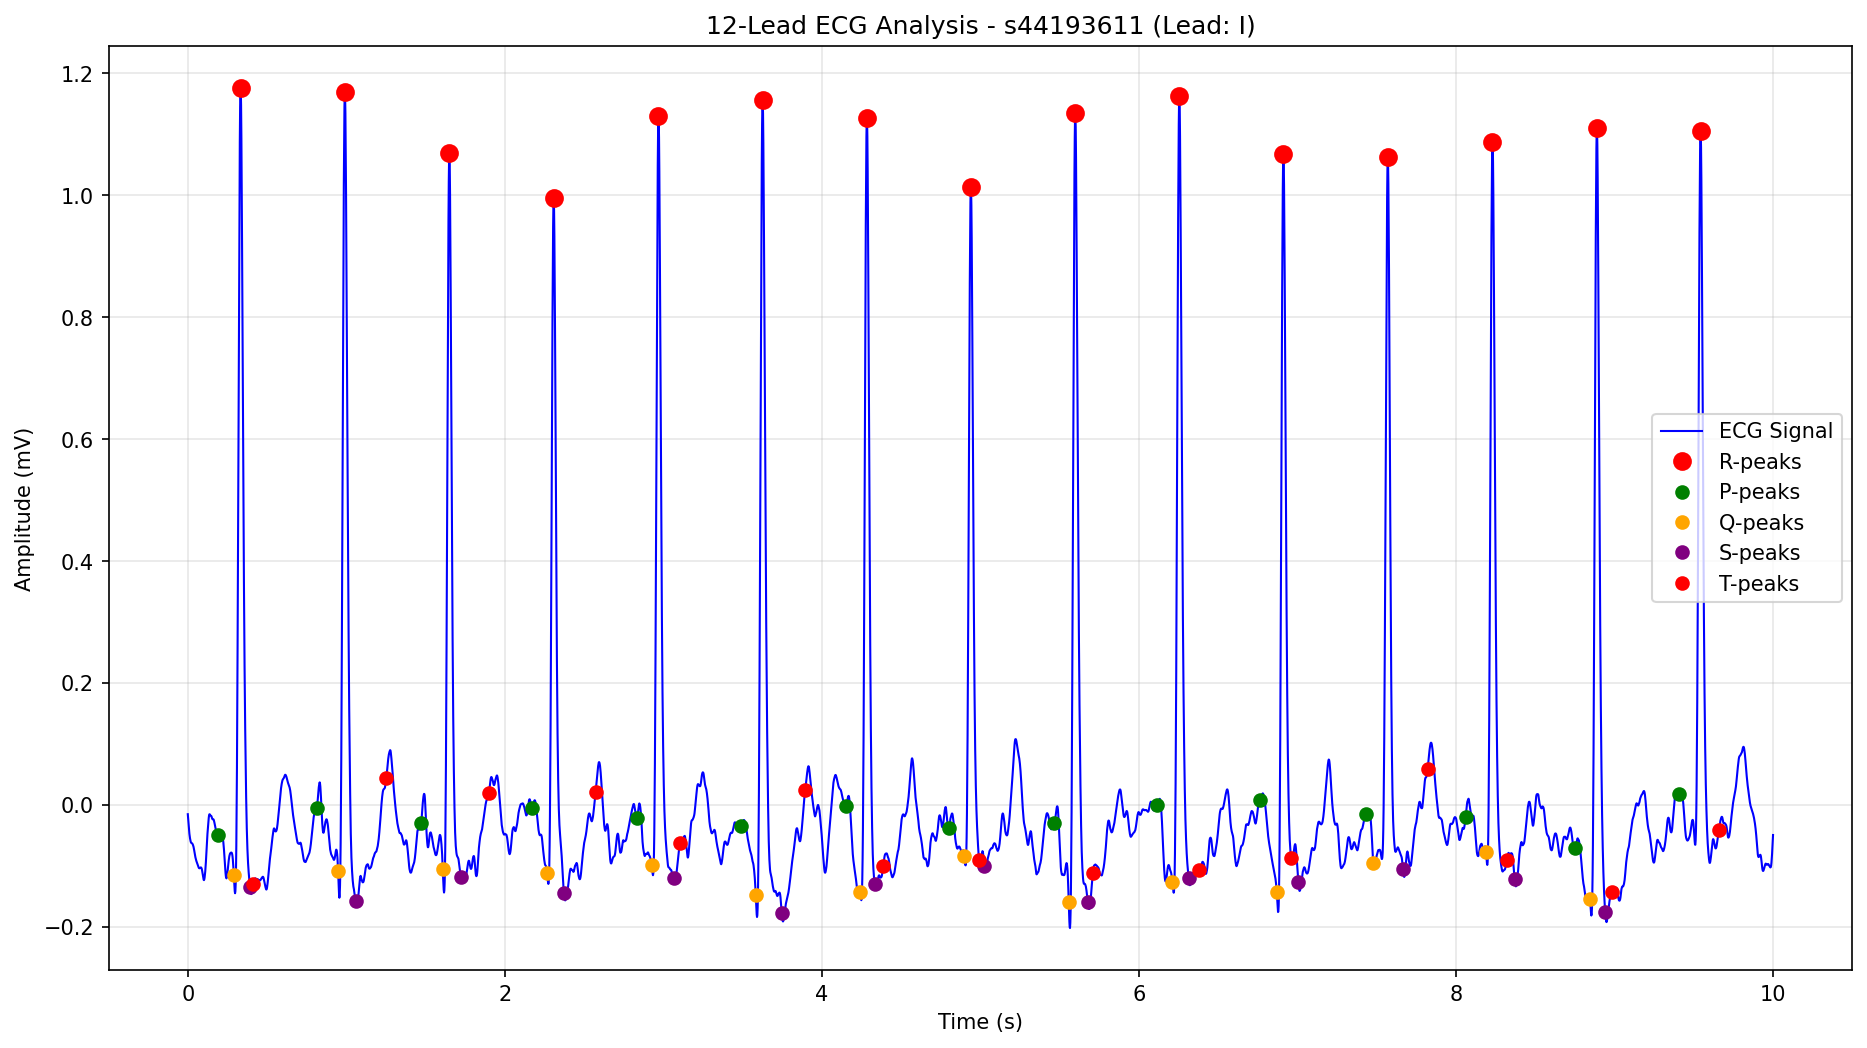 12-Lead ECG Analysis - s44193611 (Lead: I)
1.2
1.0
0.8
0.6
0.4
0.2
0.0
−0.2
Amplitude (mV)
ECG Signal
R-peaks
P-peaks
Q-peaks
S-peaks
T-peaks
0 2 4 6 8 10
Time (s)